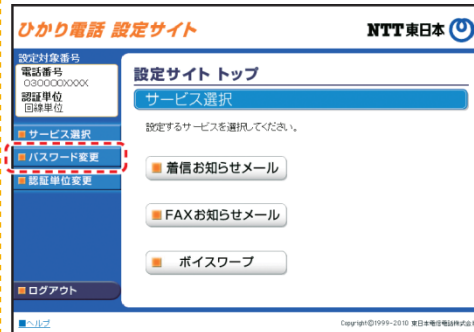 ひかり電話 設定サイト
NTT東日本
設定対象番号
電話番号
030000XXXX
認証単位
回線単位
■サービス選択
■パスワード変更
■認証単位変更
■ログアウト
■ヘルプ
設定サイト トップ
サービス選択
設定するサービスを選択してください。
■着信お知らせメール
■FAXお知らせメール
■ボイスワープ
Copyright©1999-2010 東日本電信電話株式会社